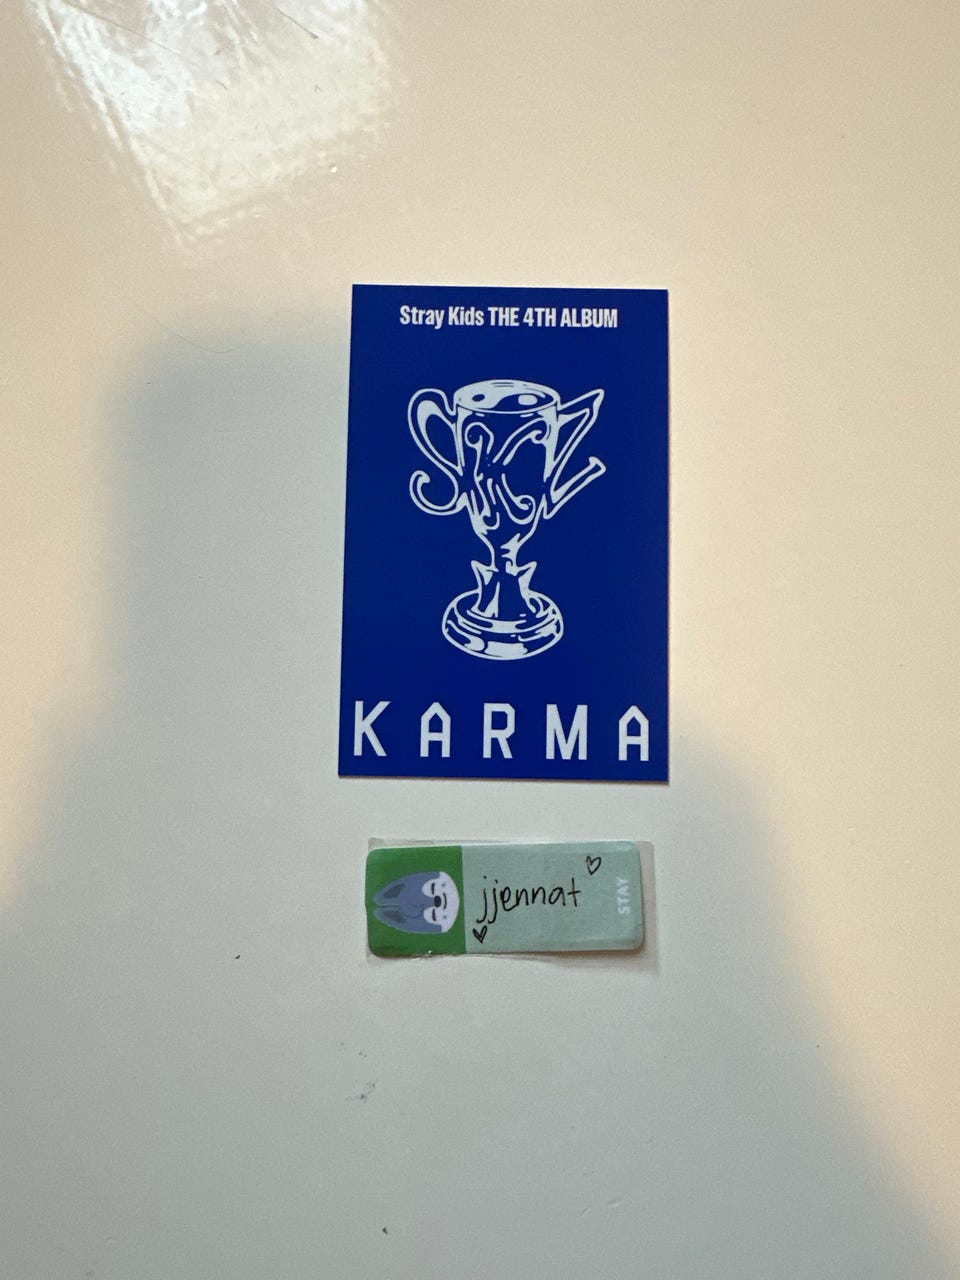 Stray Kids THE 4TH ALBUM
SKZ
KARMA
jjennat
STAY